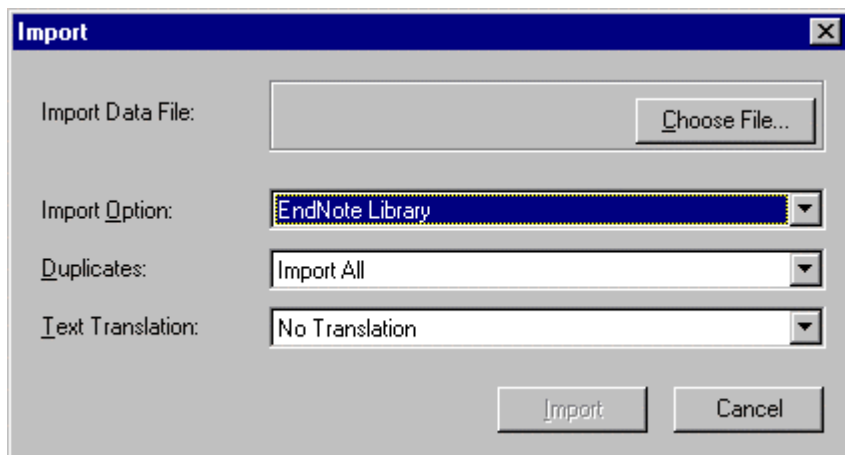 Import
Import Data File:
Choose File...
Import Option:
EndNote Library
Duplicates:
Import All
Text Translation:
No Translation
Import
Cancel